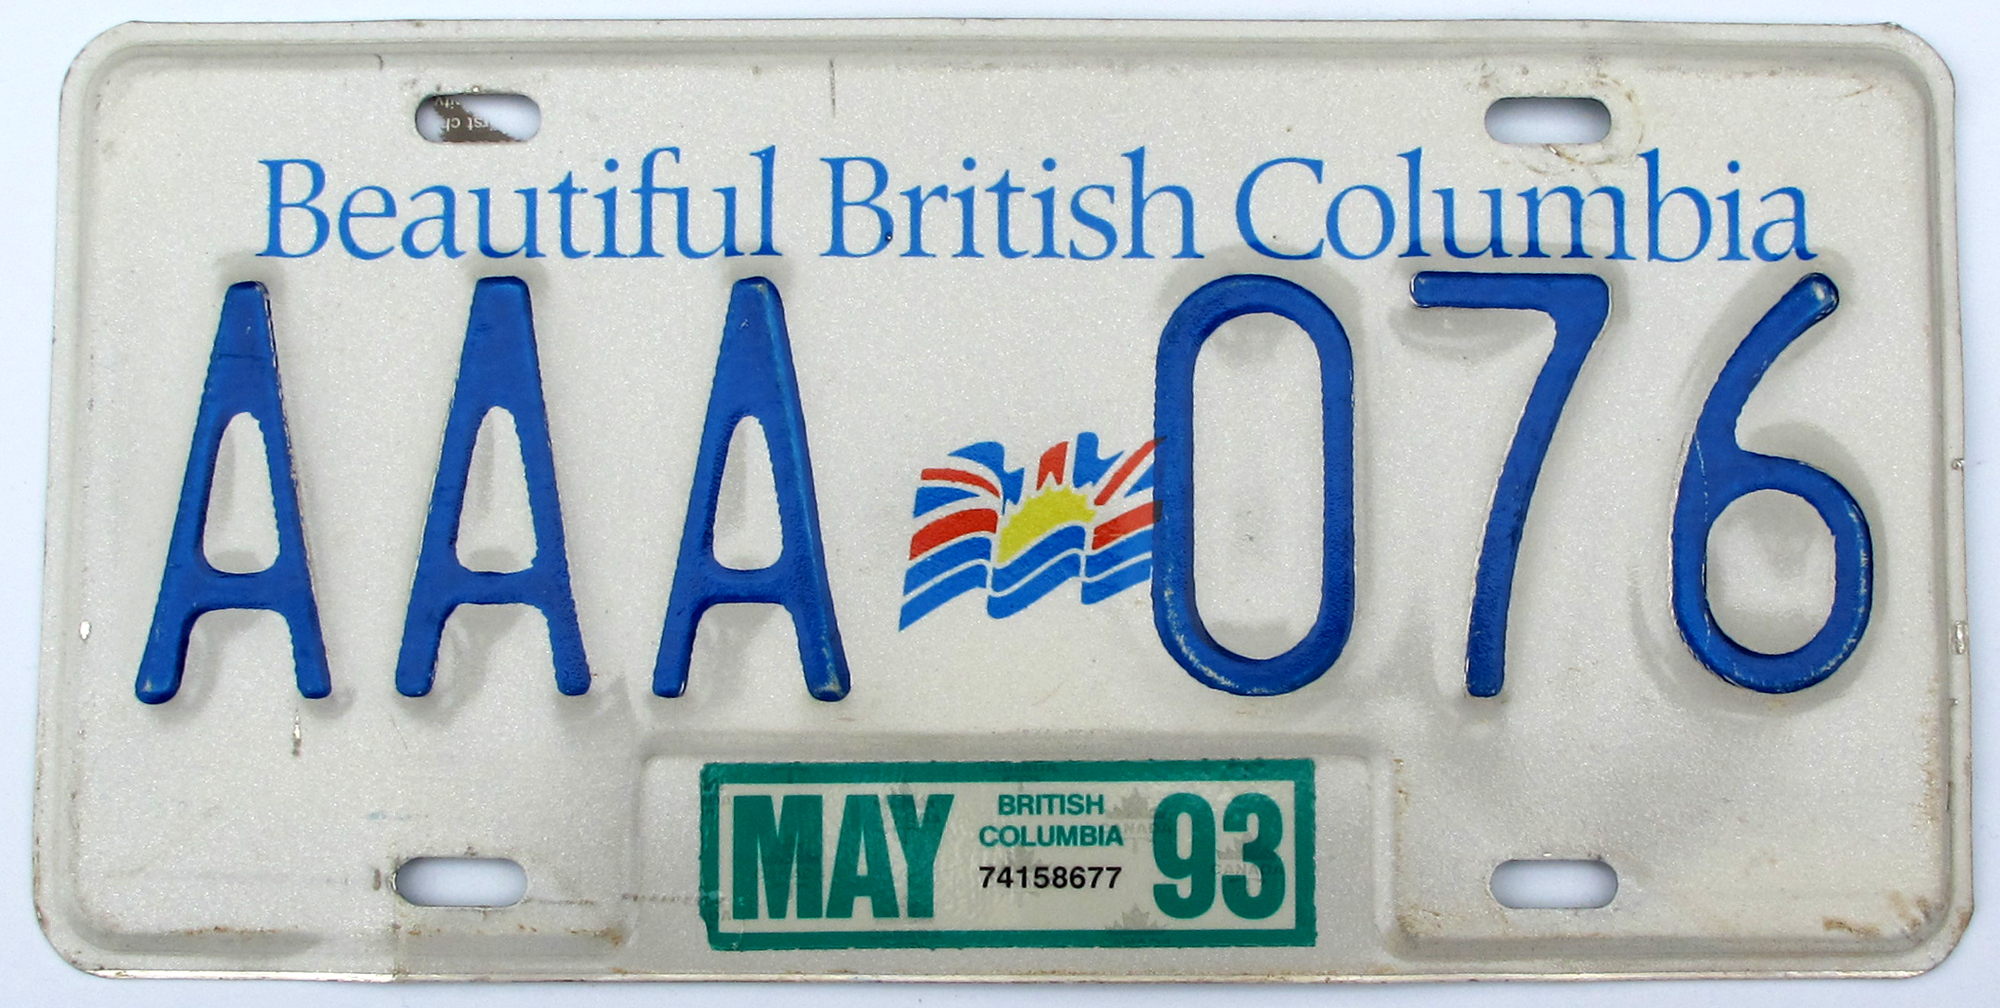 Beautiful British Columbia
AAA 076
MAY BRITISH COLUMBIA 74158677 93